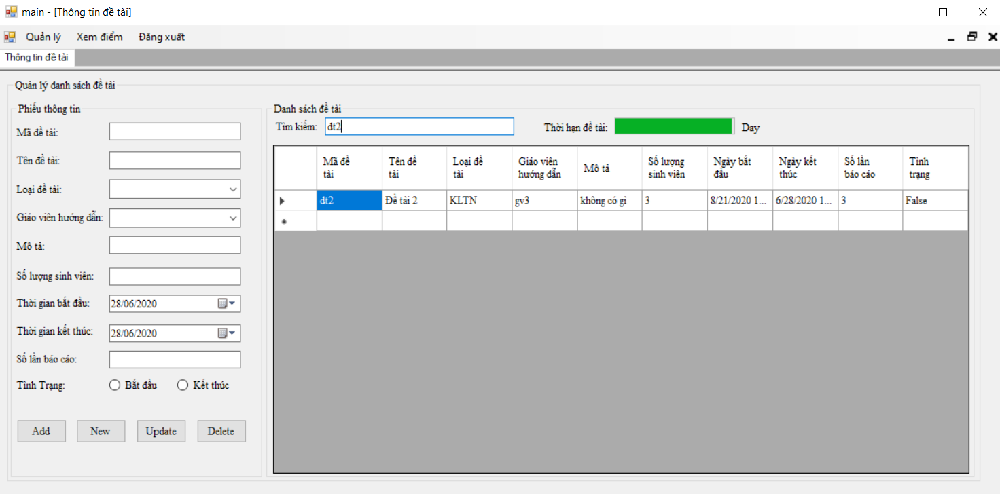 main - [Thông tin đề tài]
Quản lý Xem điểm Đăng xuất
Thông tin đề tài
Quản lý danh sách đề tài
Phiếu thông tin
Mã đề tài:
Tên đề tài:
Loại đề tài:
Giáo viên hướng dẫn:
Mô tả:
Số lượng sinh viên:
Thời gian bắt đầu: 28/06/2020
Thời gian kết thúc: 28/06/2020
Số lần báo cáo:
Tình Trạng: Bắt đầu Kết thúc
Add New Update Delete
Danh sách đề tài
Tìm kiếm: dt2 Thời hạn đề tài: Day
Mã đề tài Tên đề tài Loại đề tài Giáo viên hướng dẫn Mô tả Số lượng sinh viên Ngày bắt đầu Ngày kết thúc Số lần báo cáo Tình trạng
dt2 Đề tài 2 KLTN gv3 không có gì 3 8/21/2020 1... 6/28/2020 1... 3 False